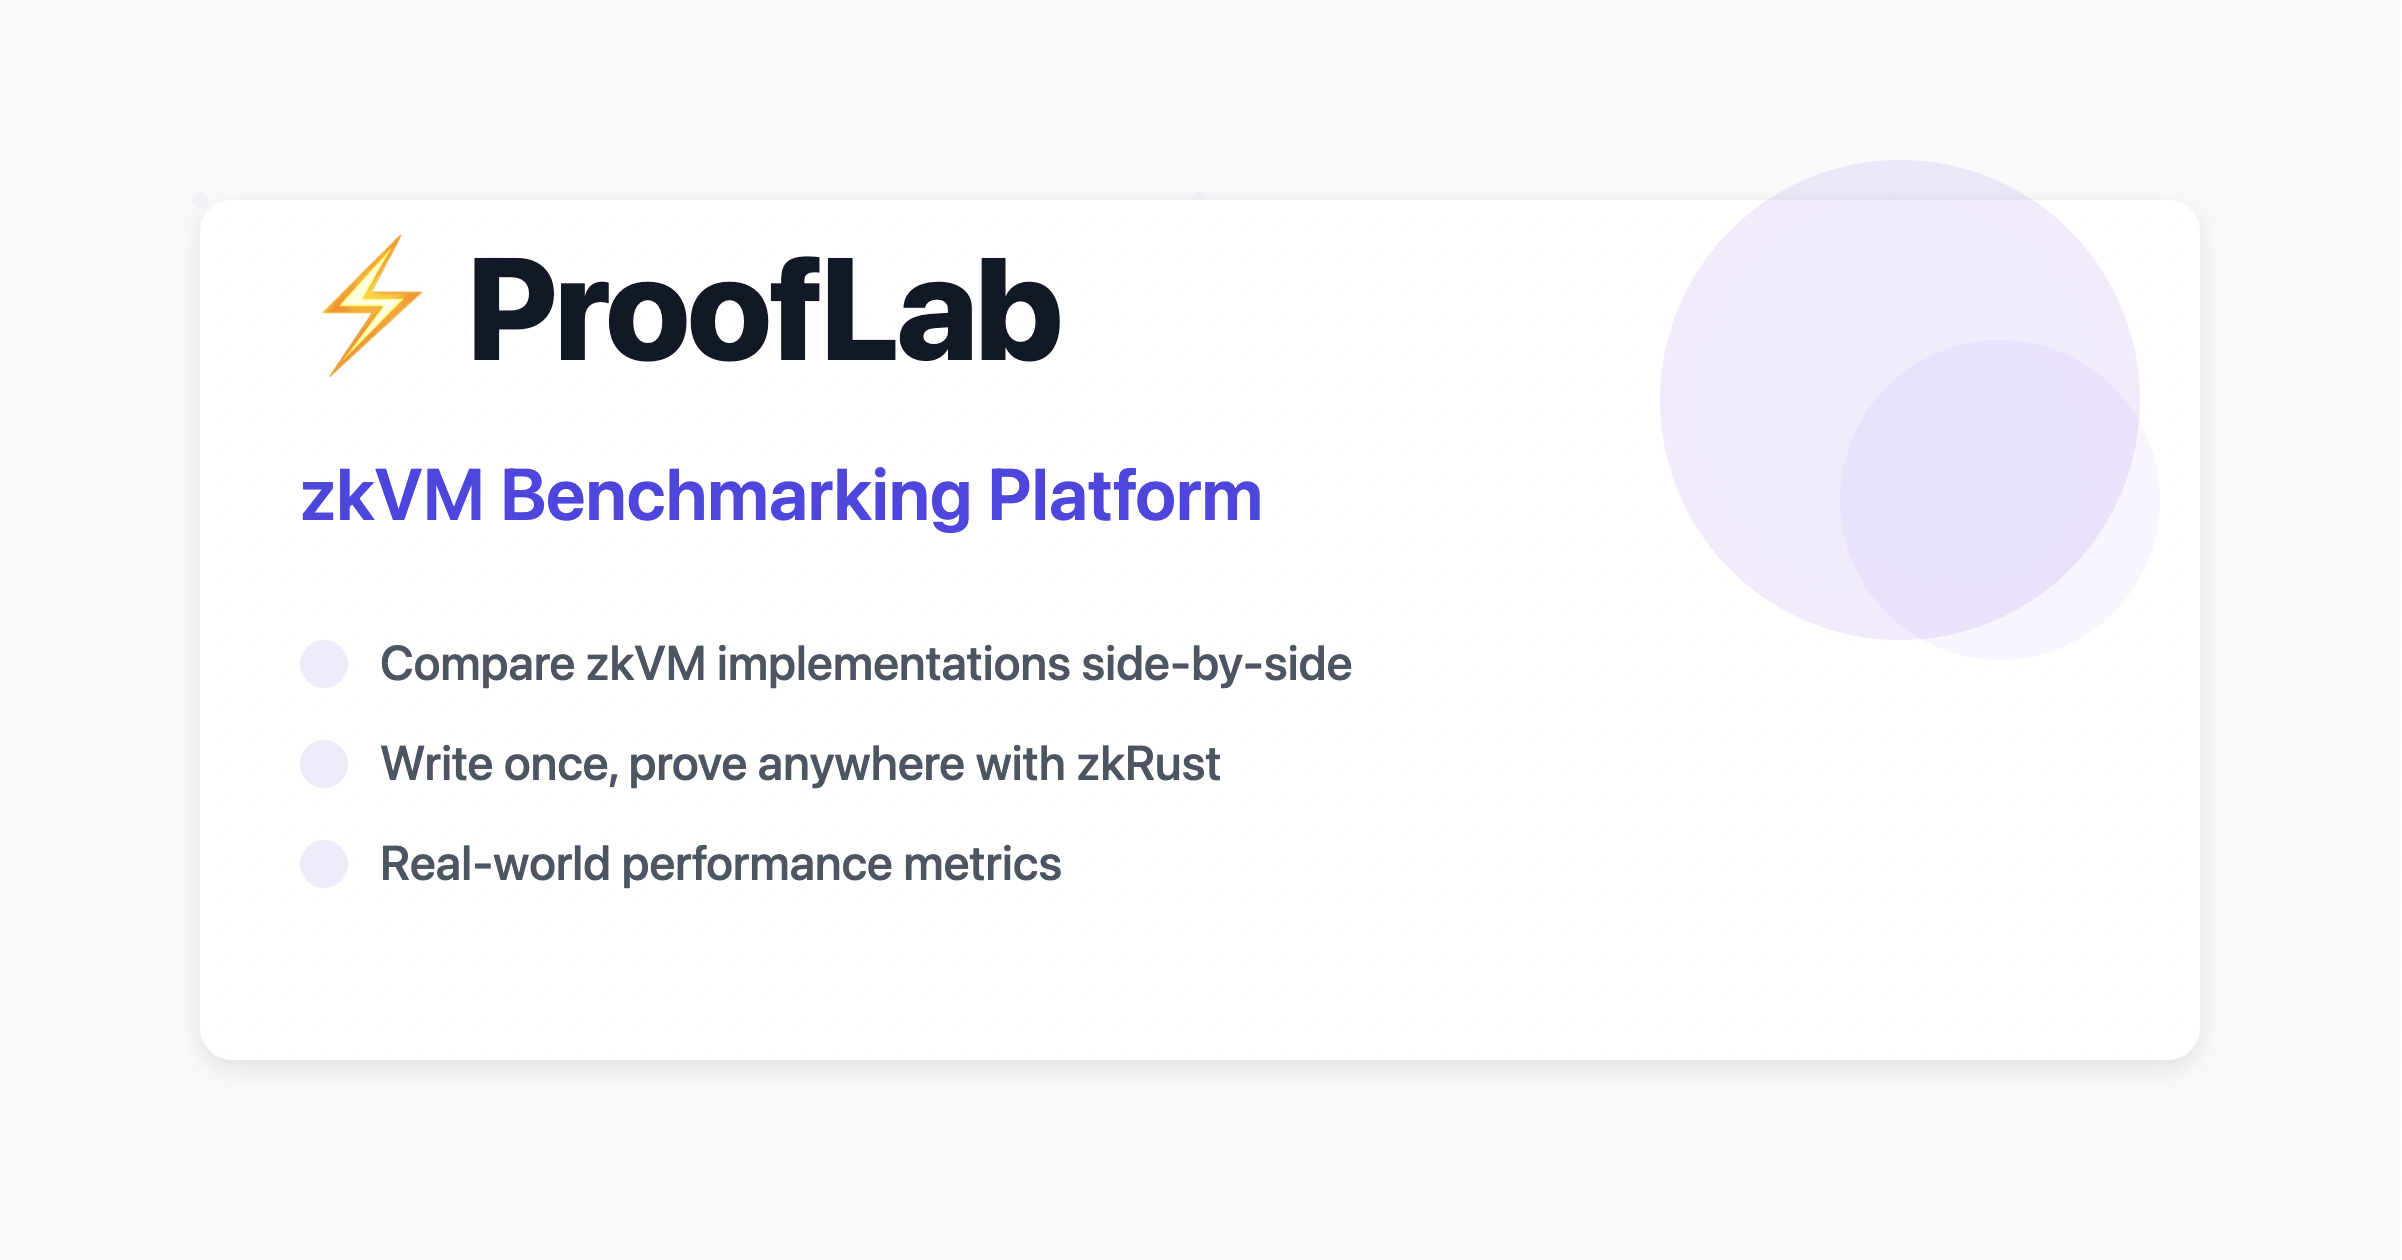 ⚡ ProofLab
zkVM Benchmarking Platform
Compare zkVM implementations side-by-side
Write once, prove anywhere with zkRust
Real-world performance metrics